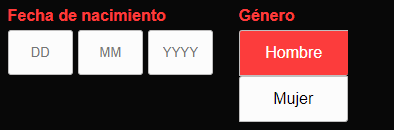 Fecha de nacimiento
DD MM YYYY
Género
Hombre
Mujer